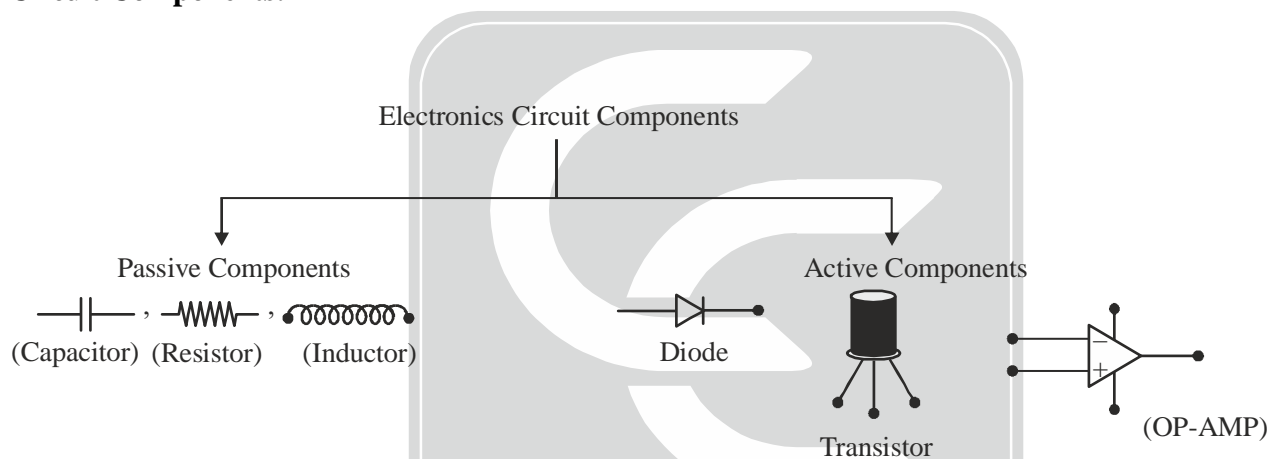 Electronics Circuit Components
Passive Components
Active Components
, ,
(Capacitor) (Resistor) (Inductor)
Diode
−
+
Transistor
(OP-AMP)